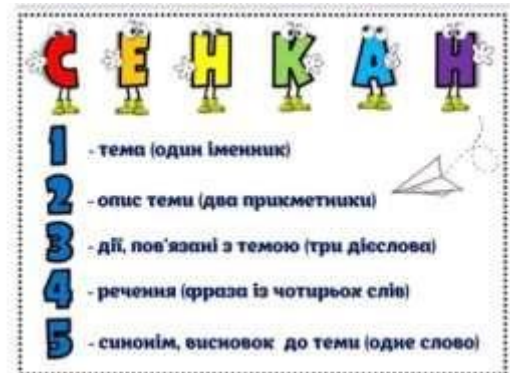 СЕНКАН
1 - тема (один іменник)
2 - опис теми (два прикметники)
3 - дії, пов'язані з темою (три дієслова)
4 - речення (фраза із чотирьох слів)
5 - синонім, висновок до теми (одне слово)